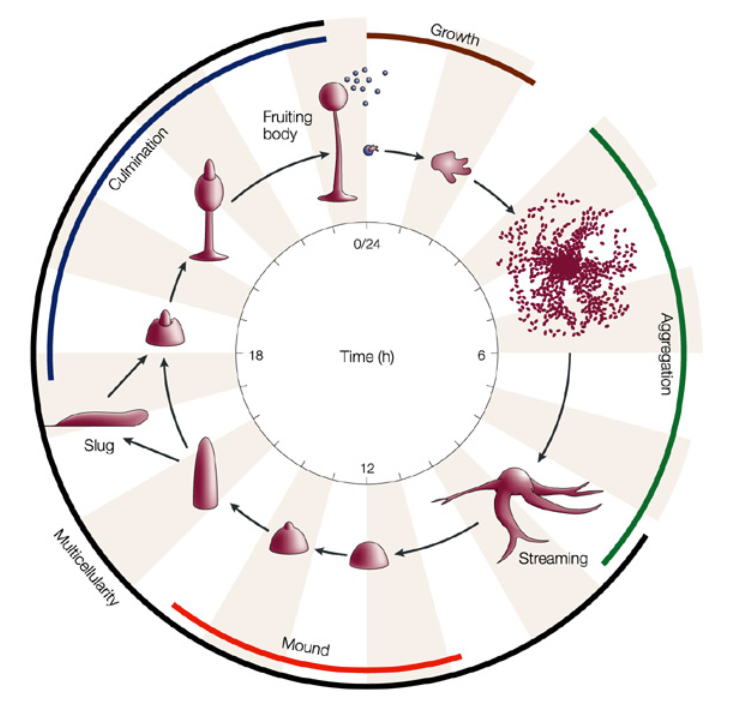 Growth
Fruiting
body
Culmination
0/24
Aggregation
18
Time (h)
6
Slug
12
Streaming
Multicellularity
Mound